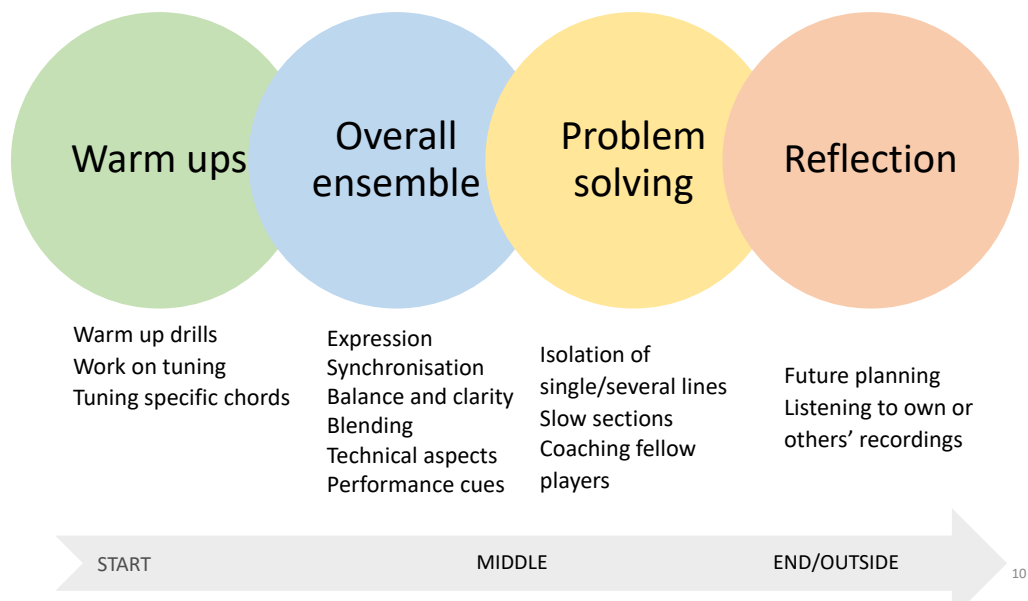 Warm ups
Overall
ensemble
Problem
solving
Reflection
Warm up drills
Work on tuning
Tuning specific chords
Expression
Synchronisation
Balance and clarity
Blending
Technical aspects
Performance cues
Isolation of
single/several lines
Slow sections
Coaching fellow
players
Future planning
Listening to own or
others’ recordings
START
MIDDLE
END/OUTSIDE
10